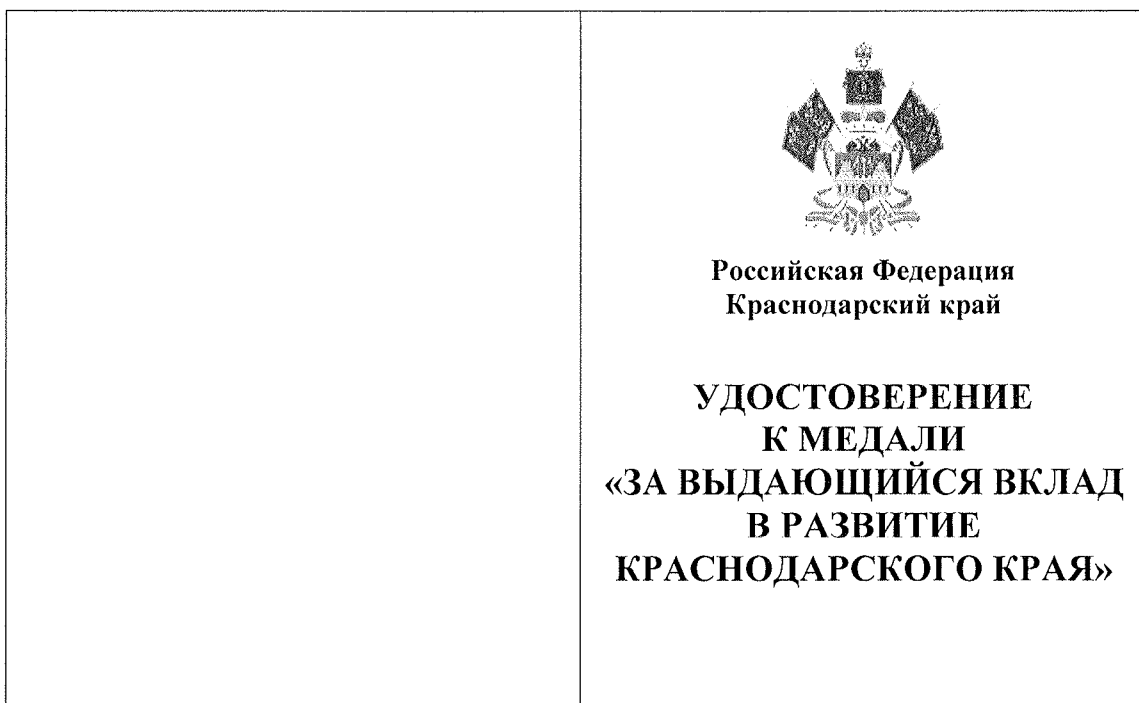 Российская Федерация
Краснодарский край
УДОСТОВЕРЕНИЕ
К МЕДАЛИ
«ЗА ВЫДАЮЩИЙСЯ ВКЛАД
В РАЗВИТИЕ
КРАСНОДАРСКОГО КРАЯ»